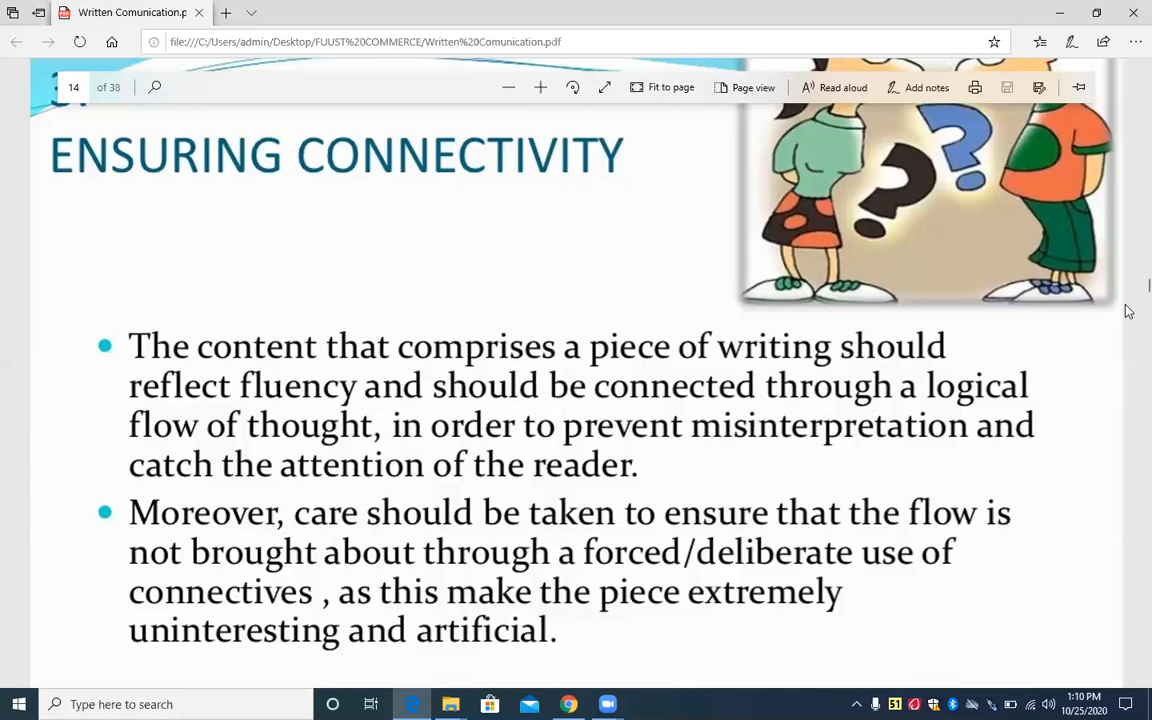 Written Comunication.p
file:///C:/Users/admin/Desktop/FUUST%20COMMERCE/Written%20Comunication.pdf
14 of 38
Fit to page
Page view
Read aloud
Add notes
ENSURING CONNECTIVITY
? ?
• The content that comprises a piece of writing should
reflect fluency and should be connected through a logical
flow of thought, in order to prevent misinterpretation and
catch the attention of the reader.
• Moreover, care should be taken to ensure that the flow is
not brought about through a forced/deliberate use of
connectives , as this make the piece extremely
uninteresting and artificial.
Type here to search
51
1:10 PM
10/25/2020